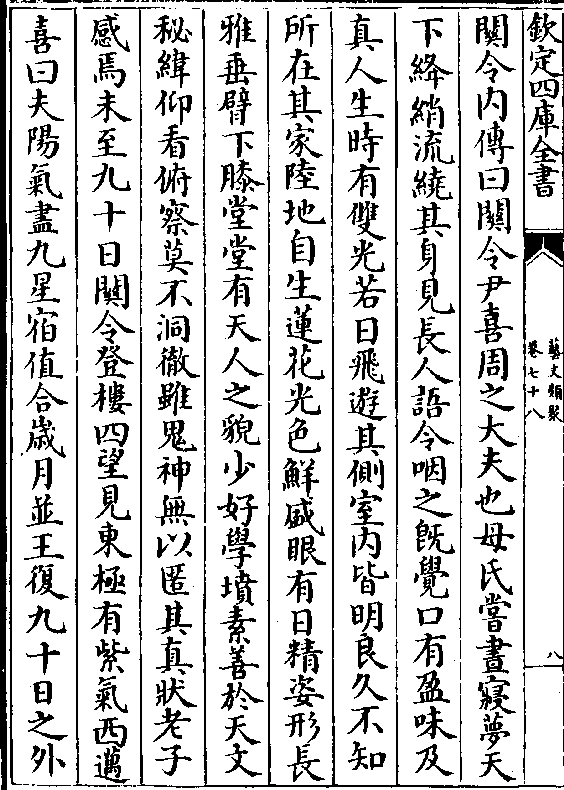 欽定四庫全書
藝文類聚
卷七十八
八
關令内傳曰關令尹喜周之大夫也母氏嘗晝寢夢天
下絳綃流繞其身見長人語令咽之既覺口有盈味及
真人生時有雙光若日飛遊其側室内皆明良久不知
所在其家陸地自生蓮花光色鮮盛眼有日精姿形長
雅垂臂下膝堂堂有天人之貌少好學墳素善於天文
秘緯仰看俯察莫不洞徹雖鬼神無以匿其真狀老子
感焉未至九十日關令登樓四望見東極有紫氣西邁
喜曰夫陽氣盡九星宿值合歲月並王復九十日之外